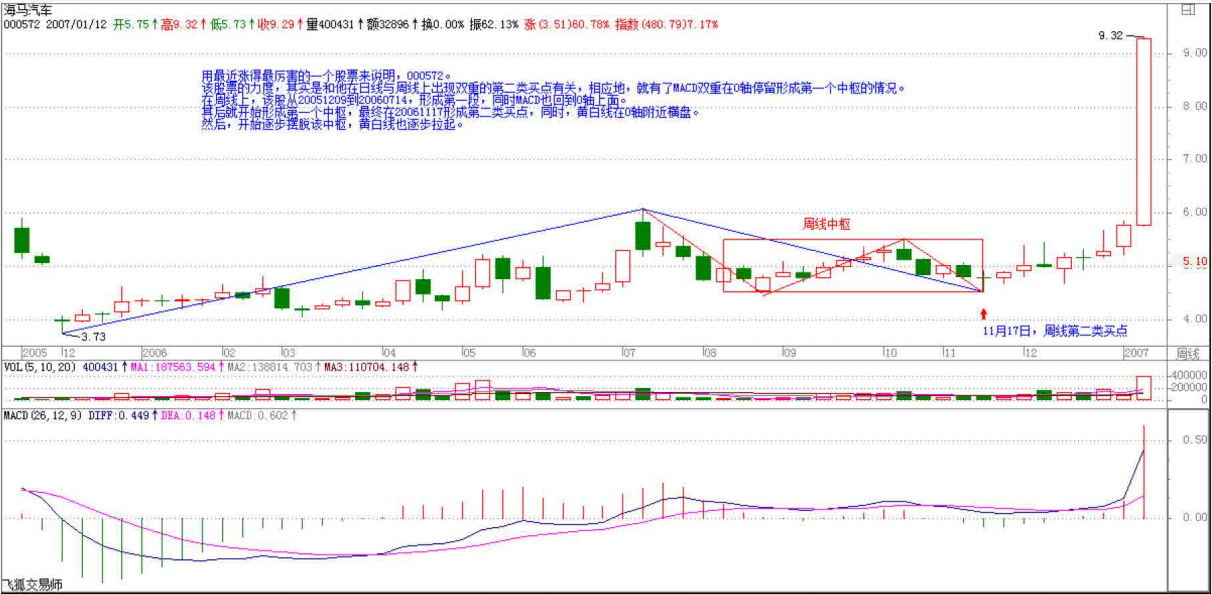 海马汽车
000572 2007/01/12 开5.75↑高9.32↑低5.73↑收9.29↑量400431↑额32896↑换0.00% 振62.13% 涨(3.51)60.78% 指数(480.79)7.17%
9.32
9.00
用最近涨得最厉害的一个股票来说明，000572。
该股票的力度，其实是和他在日线与周线上出现双重的第二类买点有关，相应地，就有了MACD双重在0轴停留形成第一个中枢的情况。
在周线上，该股从20051209到20060714，形成第一段，同时MACD也回到0轴上面。
其后就开始形成第一个中枢，最终在20061117形成第二类买点，同时，黄白线在0轴附近横盘。
然后，开始逐步摆脱该中枢，黄白线也逐步拉起。
8.00
7.00
6.00
周线中枢
5.10
4.00
3.73
11月17日，周线第二类买点
2005 12 2006 02 03 04 05 06 07 08 09 10 11 12 2007 周线
VOL(5,10,20) 400431↑MA1:187563.594↑MA2:138814.703↑MA3:110704.148↑
400000
200000
0
MACD(26,12,9) DIFF:0.449↑DEA:0.148↑MACD:0.602↑
0.50
0.00
飞狐交易师